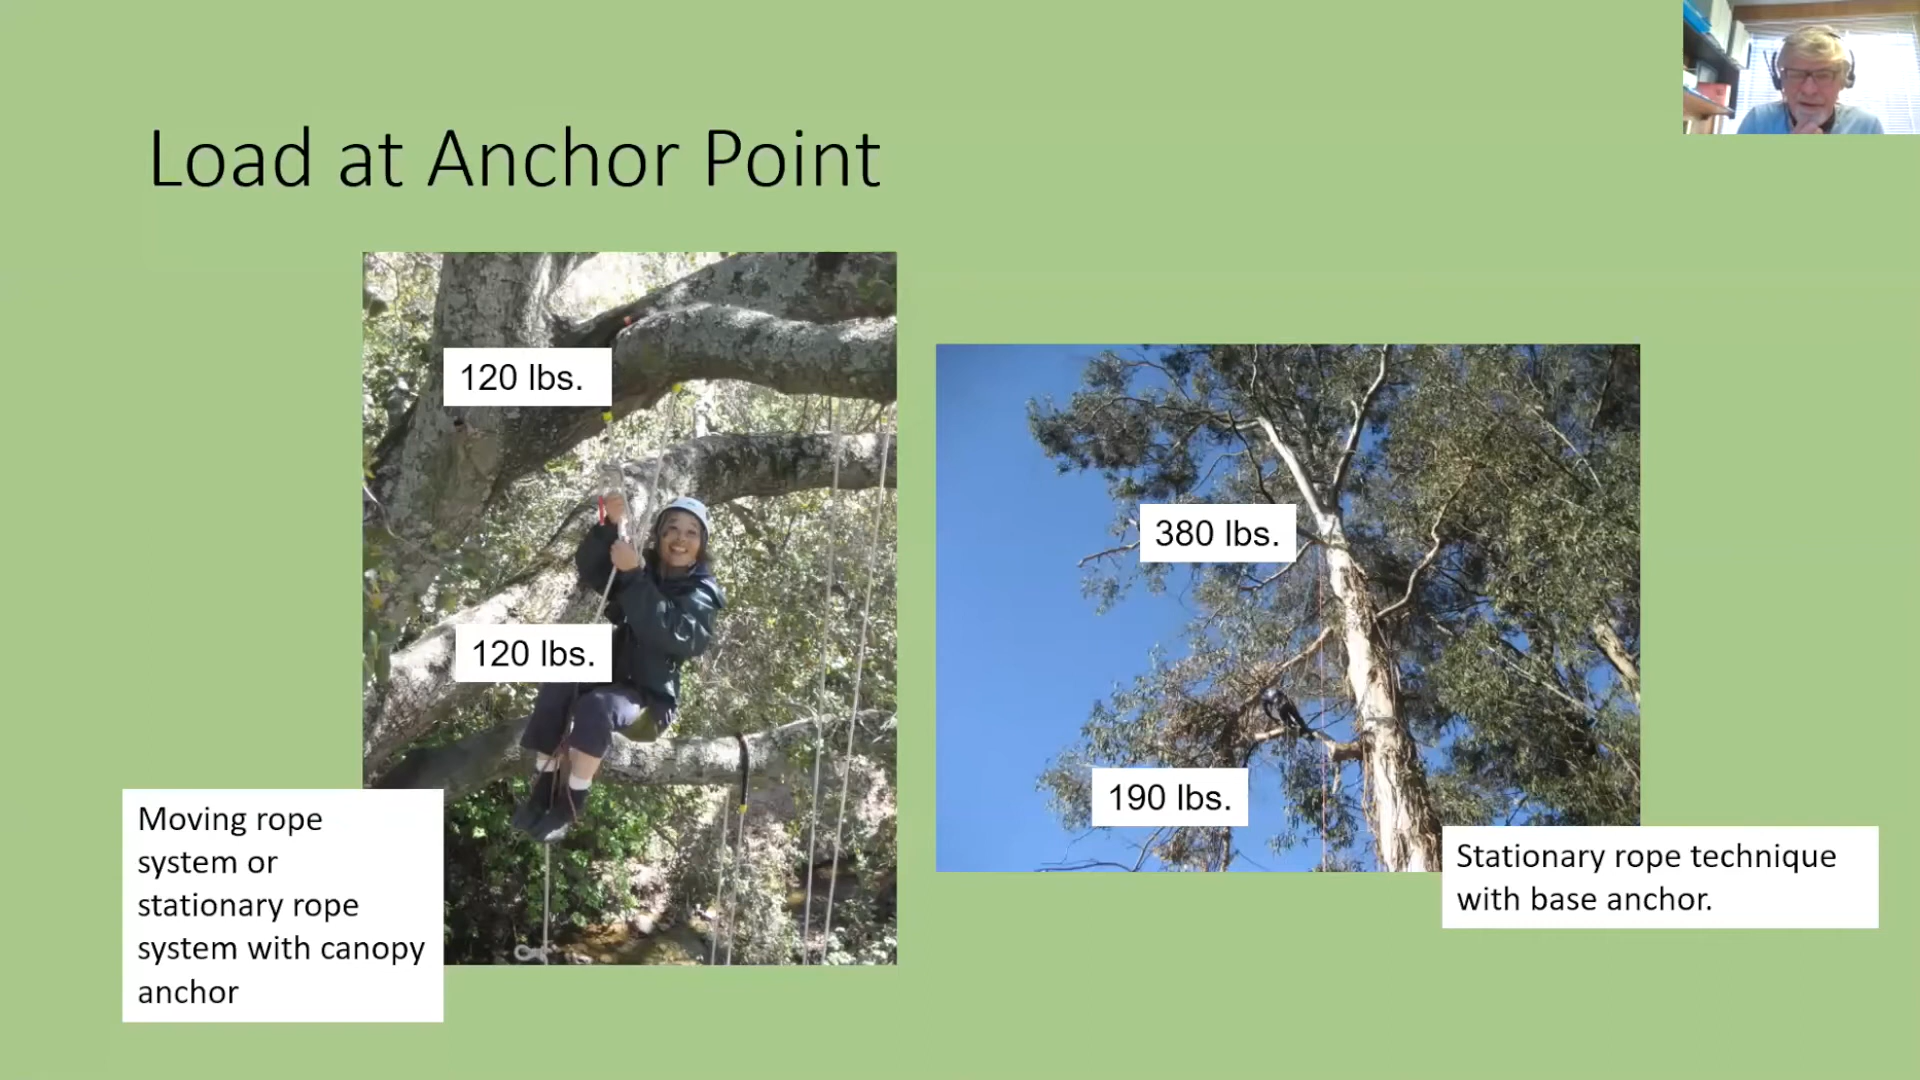 Load at Anchor Point
120 lbs.
120 lbs.
Moving rope
system or
stationary rope
system with canopy
anchor
380 lbs.
190 lbs.
Stationary rope technique
with base anchor.